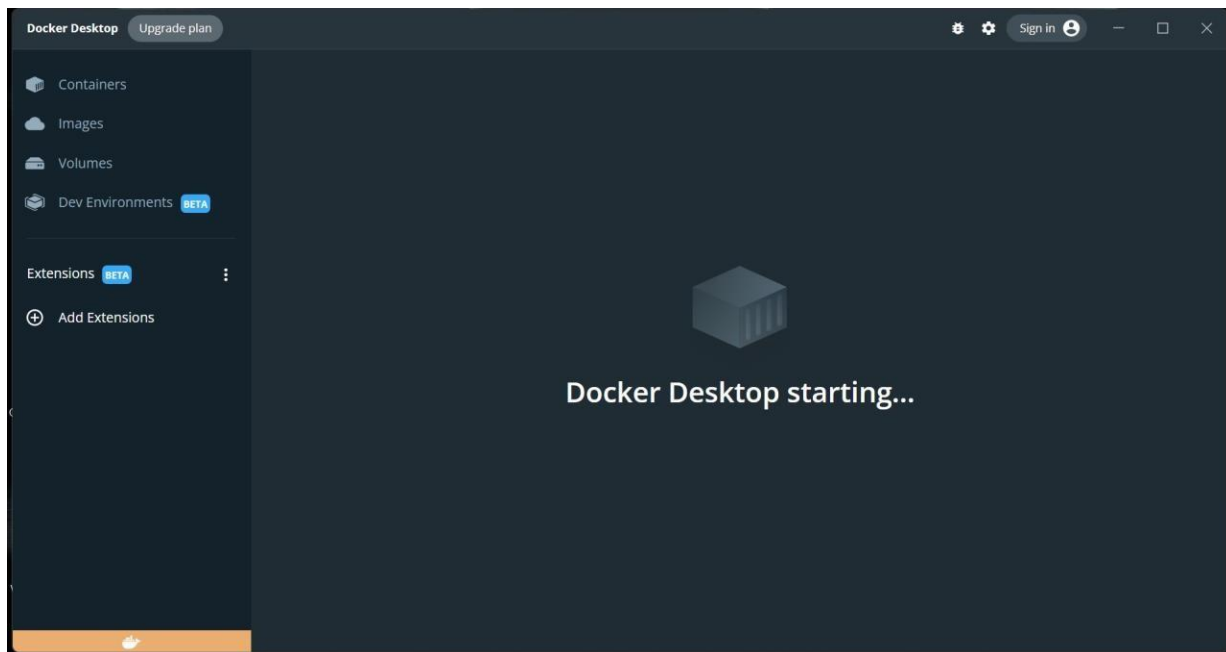 Docker Desktop Upgrade plan Sign in
Containers
Images
Volumes
Dev Environments BETA
Extensions BETA
Add Extensions
Docker Desktop starting...